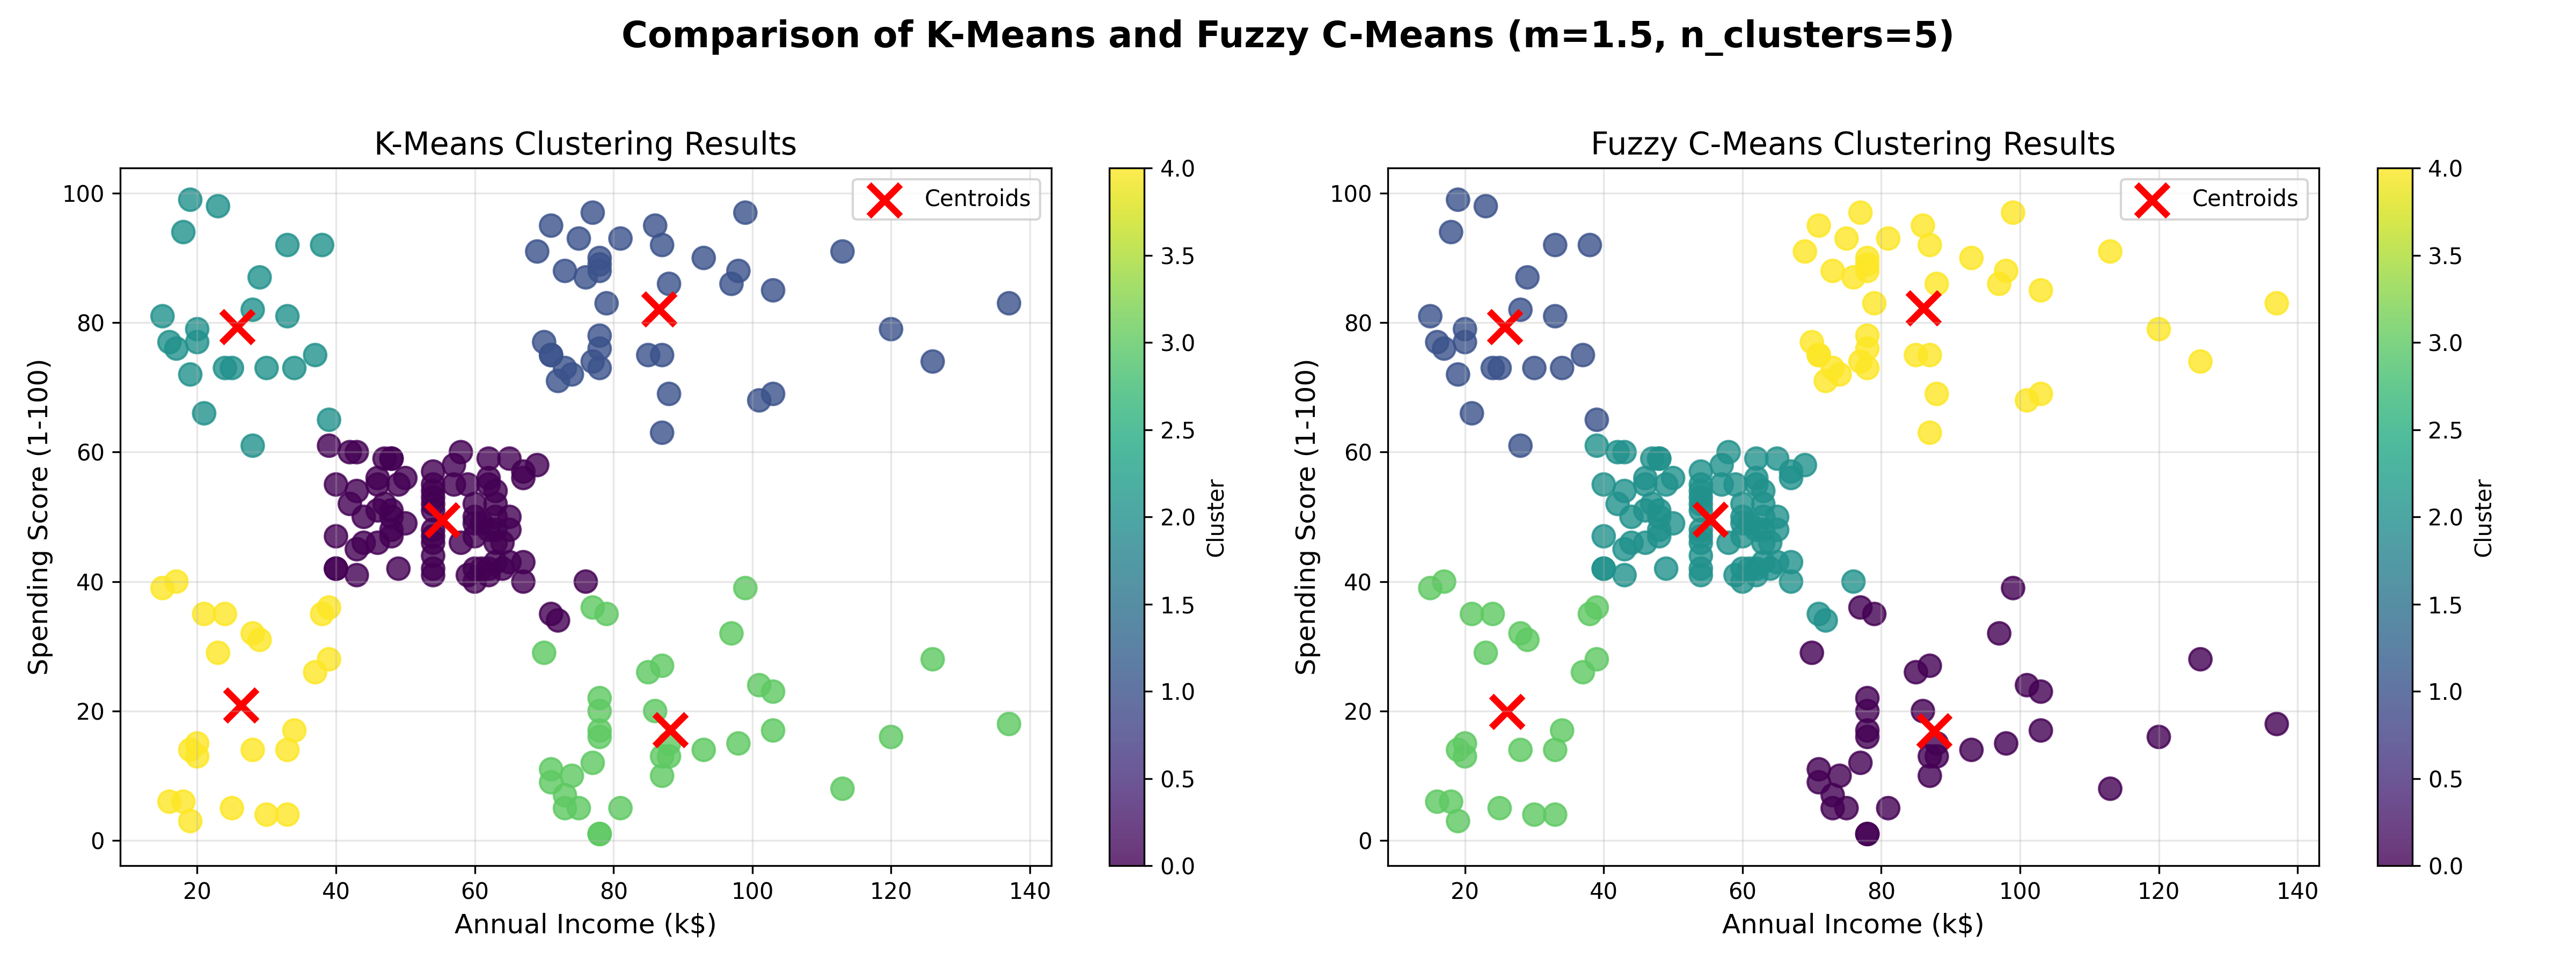 Comparison of K-Means and Fuzzy C-Means (m=1.5, n_clusters=5)
K-Means Clustering Results
Centroids
Spending Score (1-100)
100
80
60
40
20
0
20 40 60 80 100 120 140
Annual Income (k$)
4.0
3.5
3.0
2.5
2.0
1.5
1.0
0.5
0.0
Cluster
Fuzzy C-Means Clustering Results
Centroids
Spending Score (1-100)
100
80
60
40
20
0
20 40 60 80 100 120 140
Annual Income (k$)
4.0
3.5
3.0
2.5
2.0
1.5
1.0
0.5
0.0
Cluster